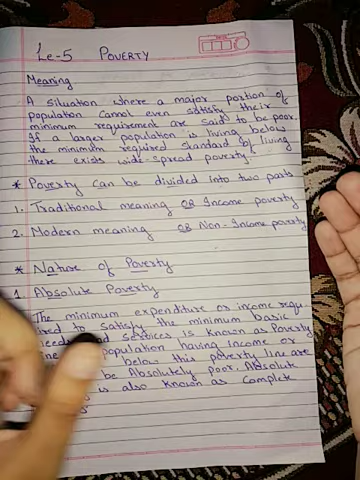 Le-5 POVERTY
Meaning
A situation where a major portion of
population cannot even satisfy their
minimum requirement are said to be poor.
If a larger population is living below
the minimum required standard of living
there exists wide-spread poverty.
* Poverty can be divided into two parts
1. Traditional meaning OR Income poverty
2. Modern meaning OR Non-Income poverty
* Nature of Poverty
1. Absolute Poverty
The minimum expenditure or income requ-
ired to satisfy the minimum basic
services is known as Poverty
population having income or
below this poverty line are
be Absolutely poor. Absolute
is also known as complete